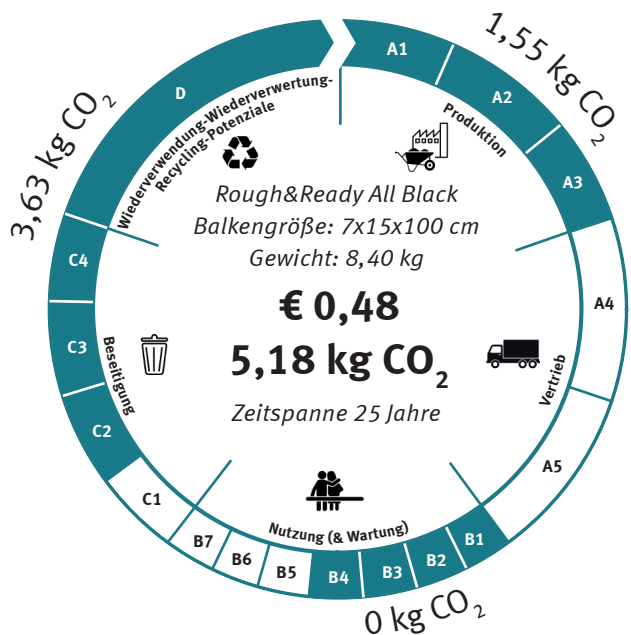 A1
A2
A3
1,55 kg CO₂
Produktion
A4
A5
Vertrieb
B1
B2
B3
B4
B5
B6
B7
0 kg CO₂
Nutzung (& Wartung)
C1
C2
C3
C4
Beseitigung
D
3,63 kg CO₂
Wiederverwendung-Wiederverwertung-
Recycling-Potenziale
Rough&Ready All Black
Balkengröße: 7x15x100 cm
Gewicht: 8,40 kg
€ 0,48
5,18 kg CO₂
Zeitspanne 25 Jahre